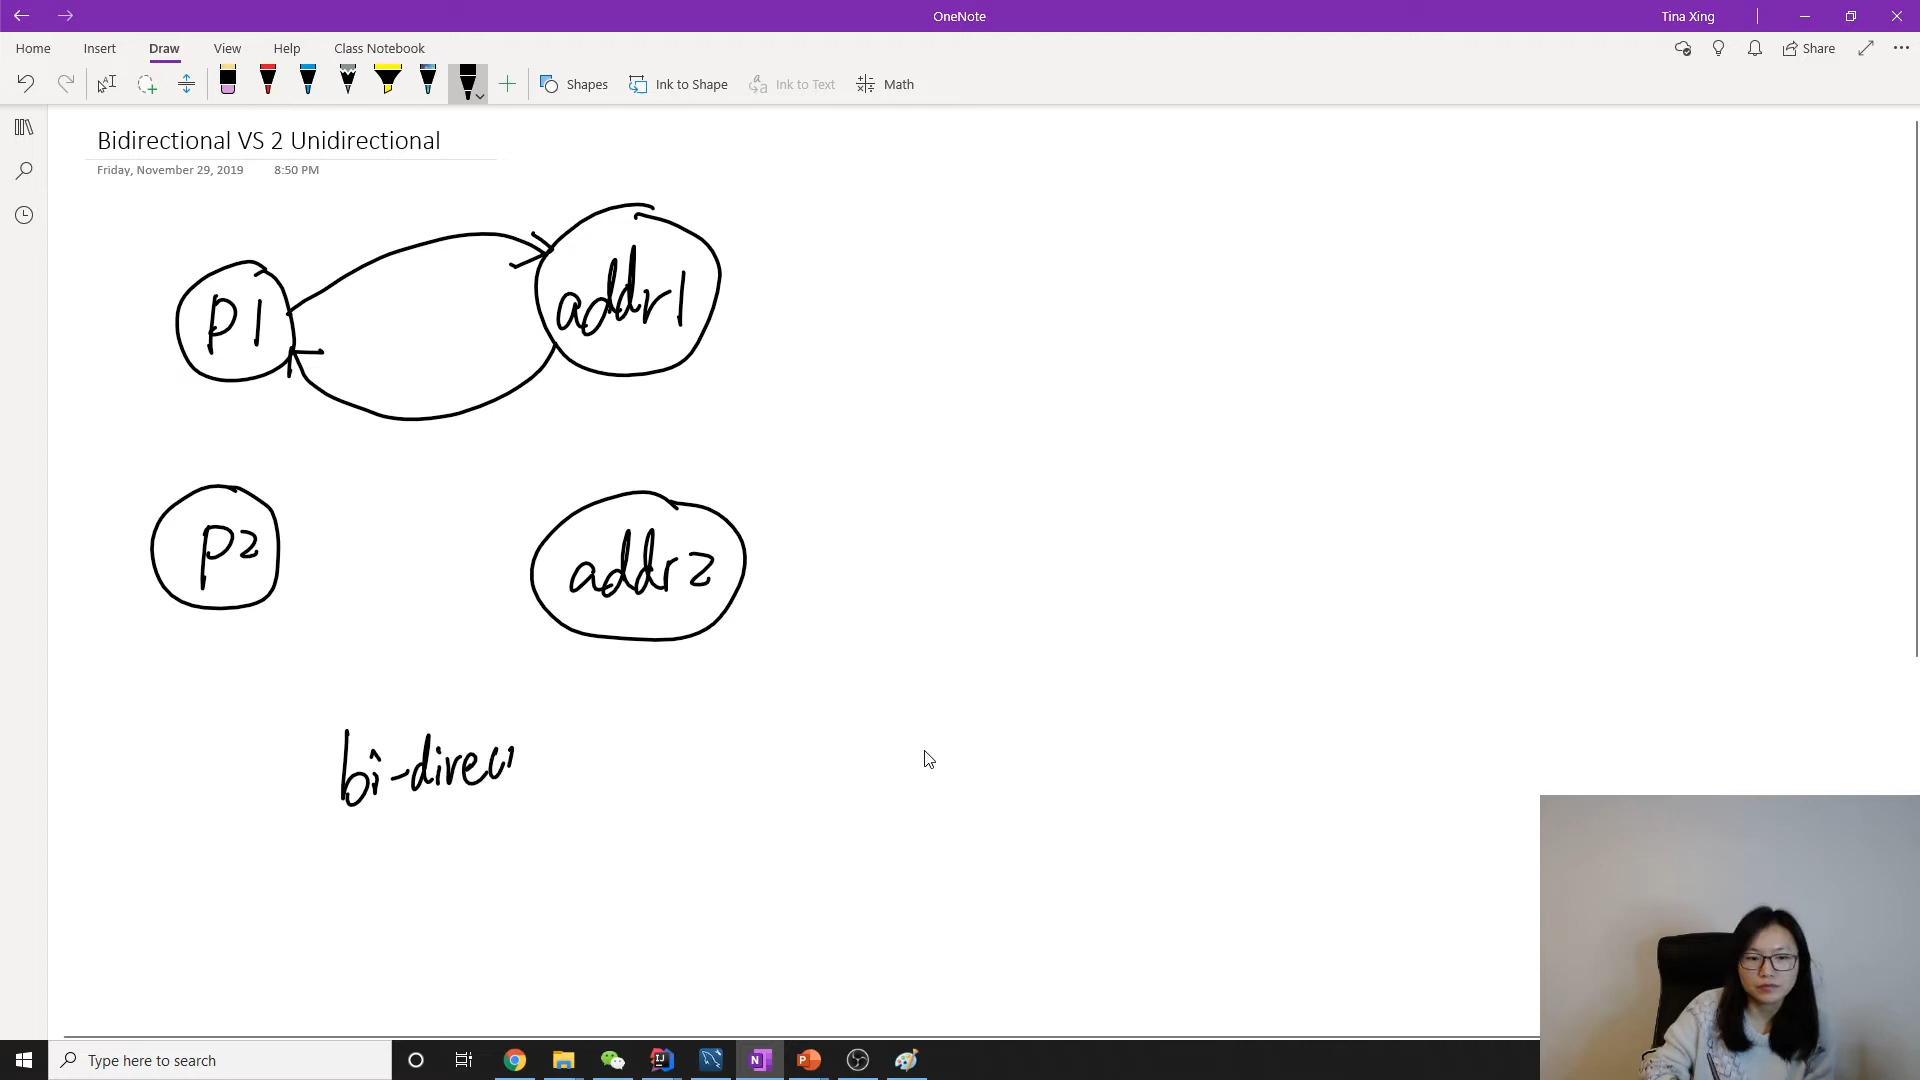 OneNote
Tina Xing
Home Insert Draw View Help Class Notebook
Share
Shapes
Ink to Shape
Ink to Text
Math
Bidirectional VS 2 Unidirectional
Friday, November 29, 2019 8:50 PM
p1
addr1
p2
addr2
bi-direct
Type here to search